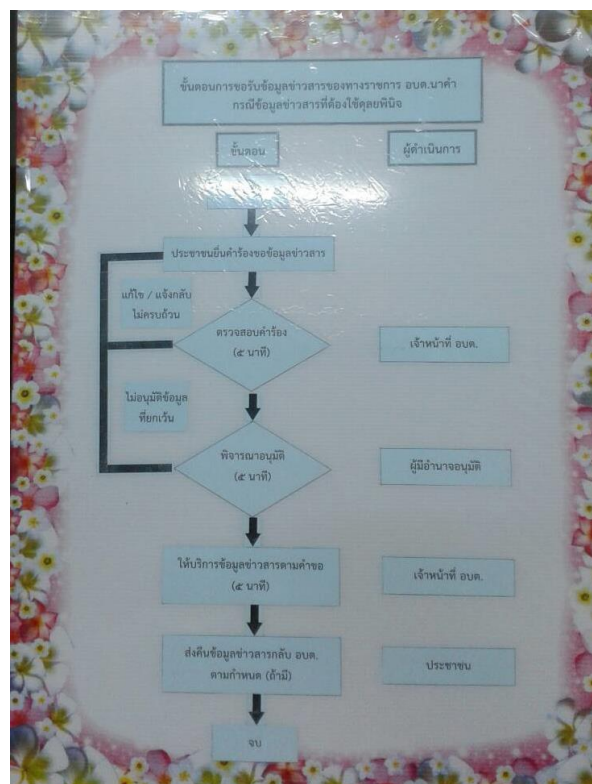 ขั้นตอนการขอรับข้อมูลข่าวสารของทางราชการ อบต.นาคำ
กรณีข้อมูลข่าวสารที่ต้องใช้ดุลยพินิจ
ขั้นตอน
ผู้ดำเนินการ
ประชาชนยื่นคำร้องขอข้อมูลข่าวสาร
แก้ไข / แจ้งกลับ
ไม่ครบถ้วน
ตรวจสอบคำร้อง
(๕ นาที)
เจ้าหน้าที่ อบต.
ไม่อนุมัติข้อมูล
ที่ยกเว้น
พิจารณาอนุมัติ
(๕ นาที)
ผู้มีอำนาจอนุมัติ
ให้บริการข้อมูลข่าวสารตามคำขอ
(๕ นาที)
เจ้าหน้าที่ อบต.
ส่งคืนข้อมูลข่าวสารกลับ อบต.
ตามกำหนด (ถ้ามี)
ประชาชน
จบ